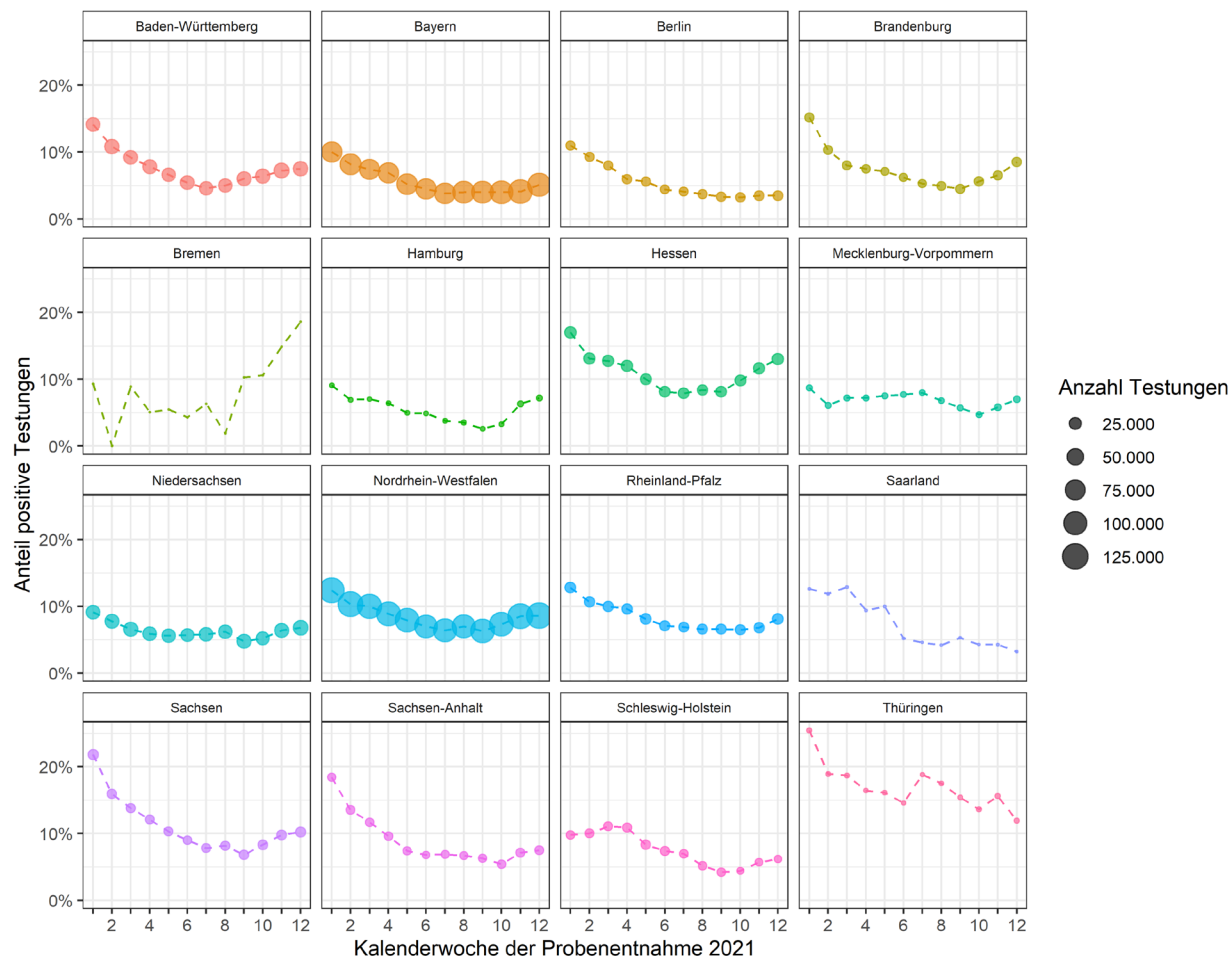 Baden-Württemberg
Bayern
Berlin
Brandenburg
20%
10%
0%
Bremen
Hamburg
Hessen
Mecklenburg-Vorpommern
20%
10%
0%
Niedersachsen
Nordrhein-Westfalen
Rheinland-Pfalz
Saarland
20%
10%
0%
Sachsen
Sachsen-Anhalt
Schleswig-Holstein
Thüringen
20%
10%
0%
2 4 6 8 10 12
2 4 6 8 10 12
2 4 6 8 10 12
2 4 6 8 10 12
Kalenderwoche der Probenentnahme 2021
Anteil positive Testungen
Anzahl Testungen
25.000
50.000
75.000
100.000
125.000